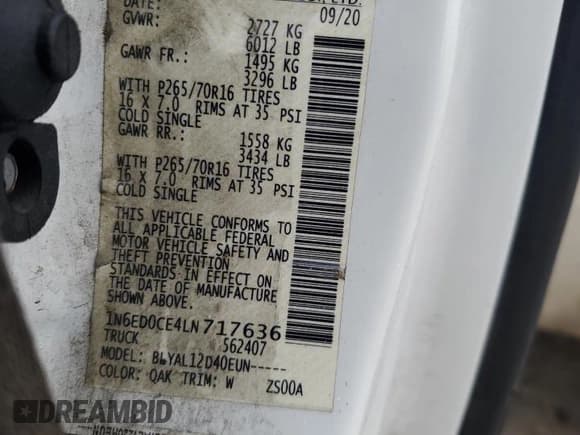 DATE: 09/20
GVWR: 2727 KG
6012 LB
GAWR FR.: 1495 KG
3296 LB
WITH P265/70R16 TIRES
16 X 7.0 RIMS AT 35 PSI
COLD SINGLE
GAWR RR.: 1558 KG
3434 LB
WITH P265/70R16 TIRES
16 X 7.0 RIMS AT 35 PSI
COLD SINGLE
THIS VEHICLE CONFORMS TO
ALL APPLICABLE FEDERAL
MOTOR VEHICLE SAFETY AND
THEFT PREVENTION
STANDARDS IN EFFECT ON
THE DATE OF MANUFACTURE
SHOWN ABOVE.
1N6ED0CE4LN717636
TRUCK 562407
MODEL: BLYAL12D40EUN-----
COLOR: QAK TRIM: W ZS00A
DREAMBID